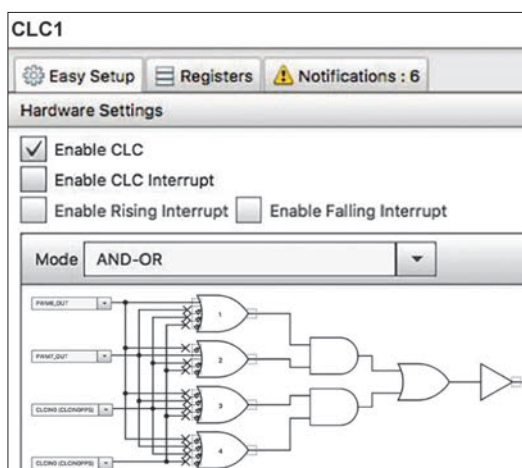 CLC1
Easy Setup
Registers
Notifications : 6
Hardware Settings
Enable CLC
Enable CLC Interrupt
Enable Rising Interrupt
Enable Falling Interrupt
Mode
AND-OR
PWM6_OUT
1
PWM7_OUT
2
CLCIN0 (CLCIN0PPS)
3
CLCIN0 (CLCIN0PPS)
4